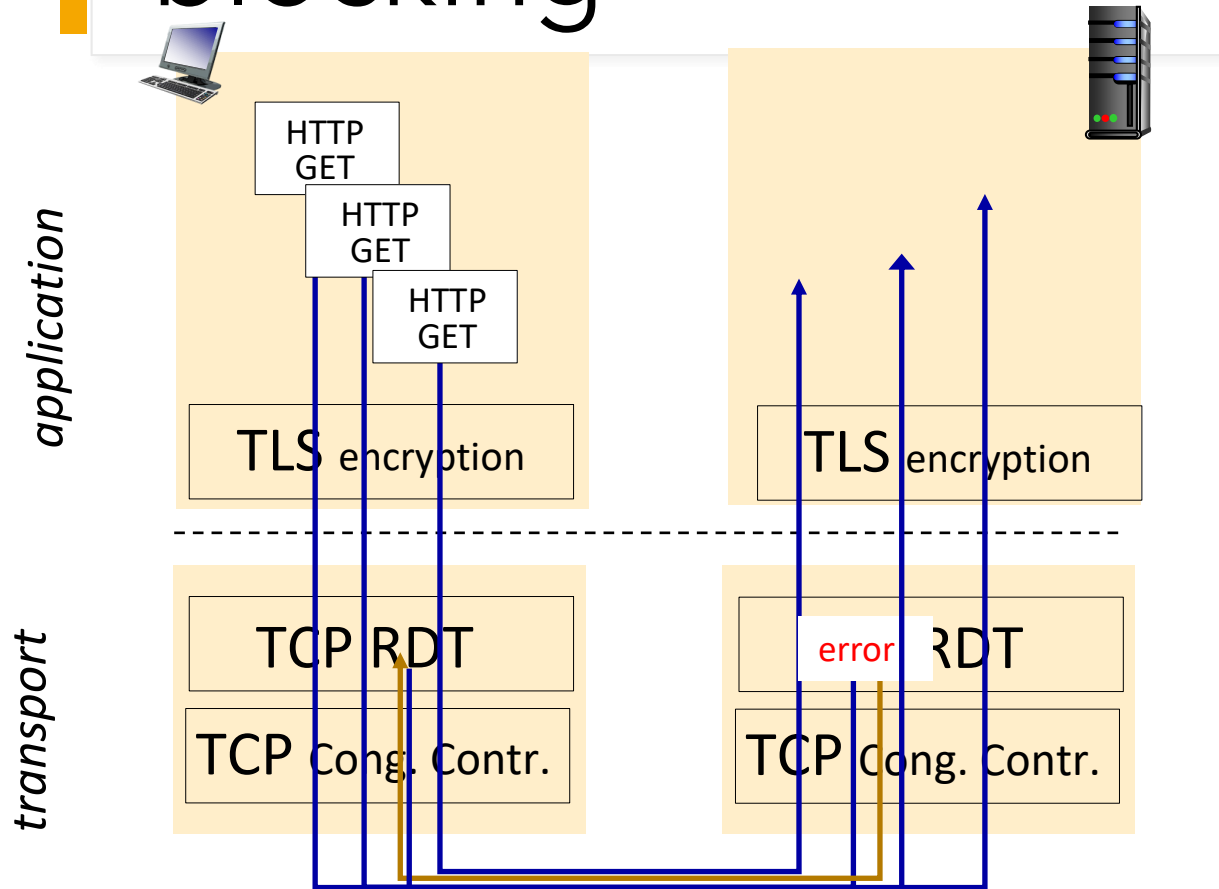 blocking
HTTP
GET
HTTP
GET
HTTP
GET
application
TLS encryption
TLS encryption
transport
TCP RDT
error RDT
TCP Cong. Contr.
TCP Cong. Contr.